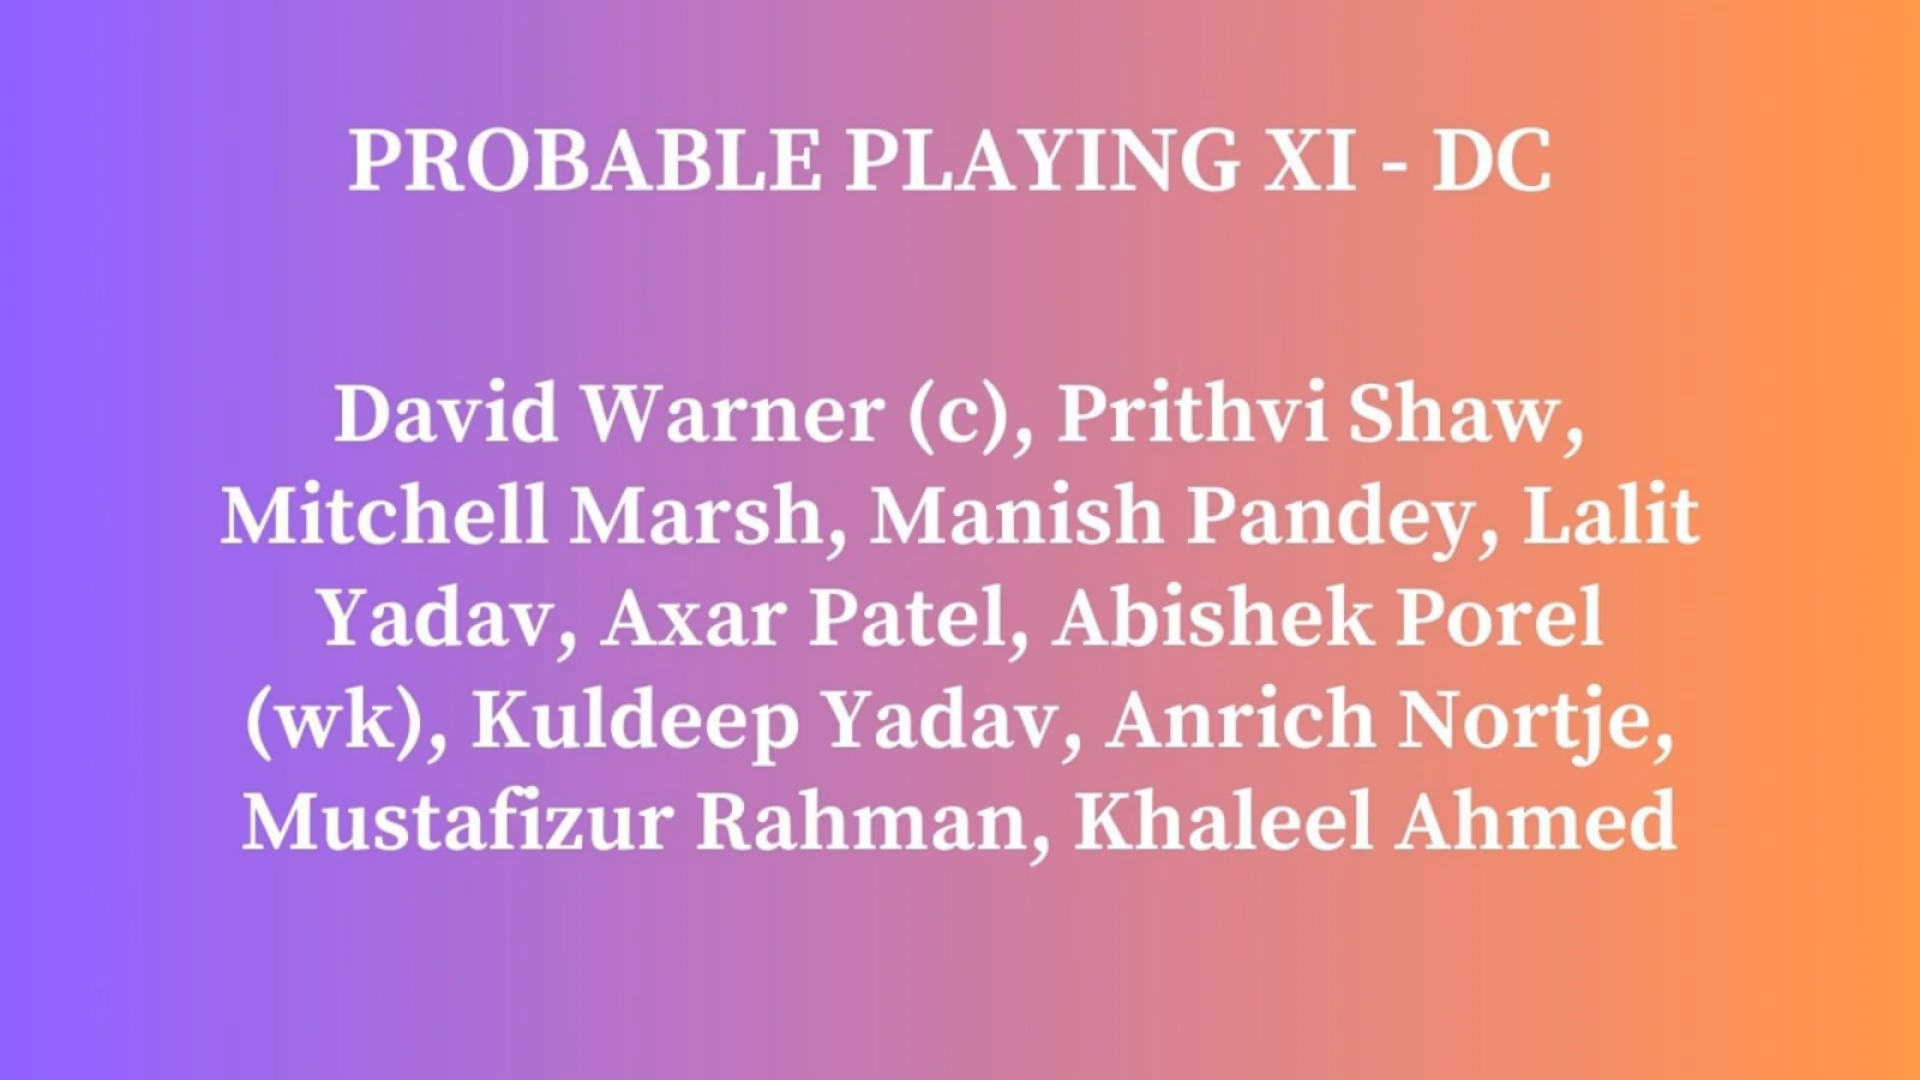 PROBABLE PLAYING XI - DC
David Warner (c), Prithvi Shaw,
Mitchell Marsh, Manish Pandey, Lalit
Yadav, Axar Patel, Abishek Porel
(wk), Kuldeep Yadav, Anrich Nortje,
Mustafizur Rahman, Khaleel Ahmed